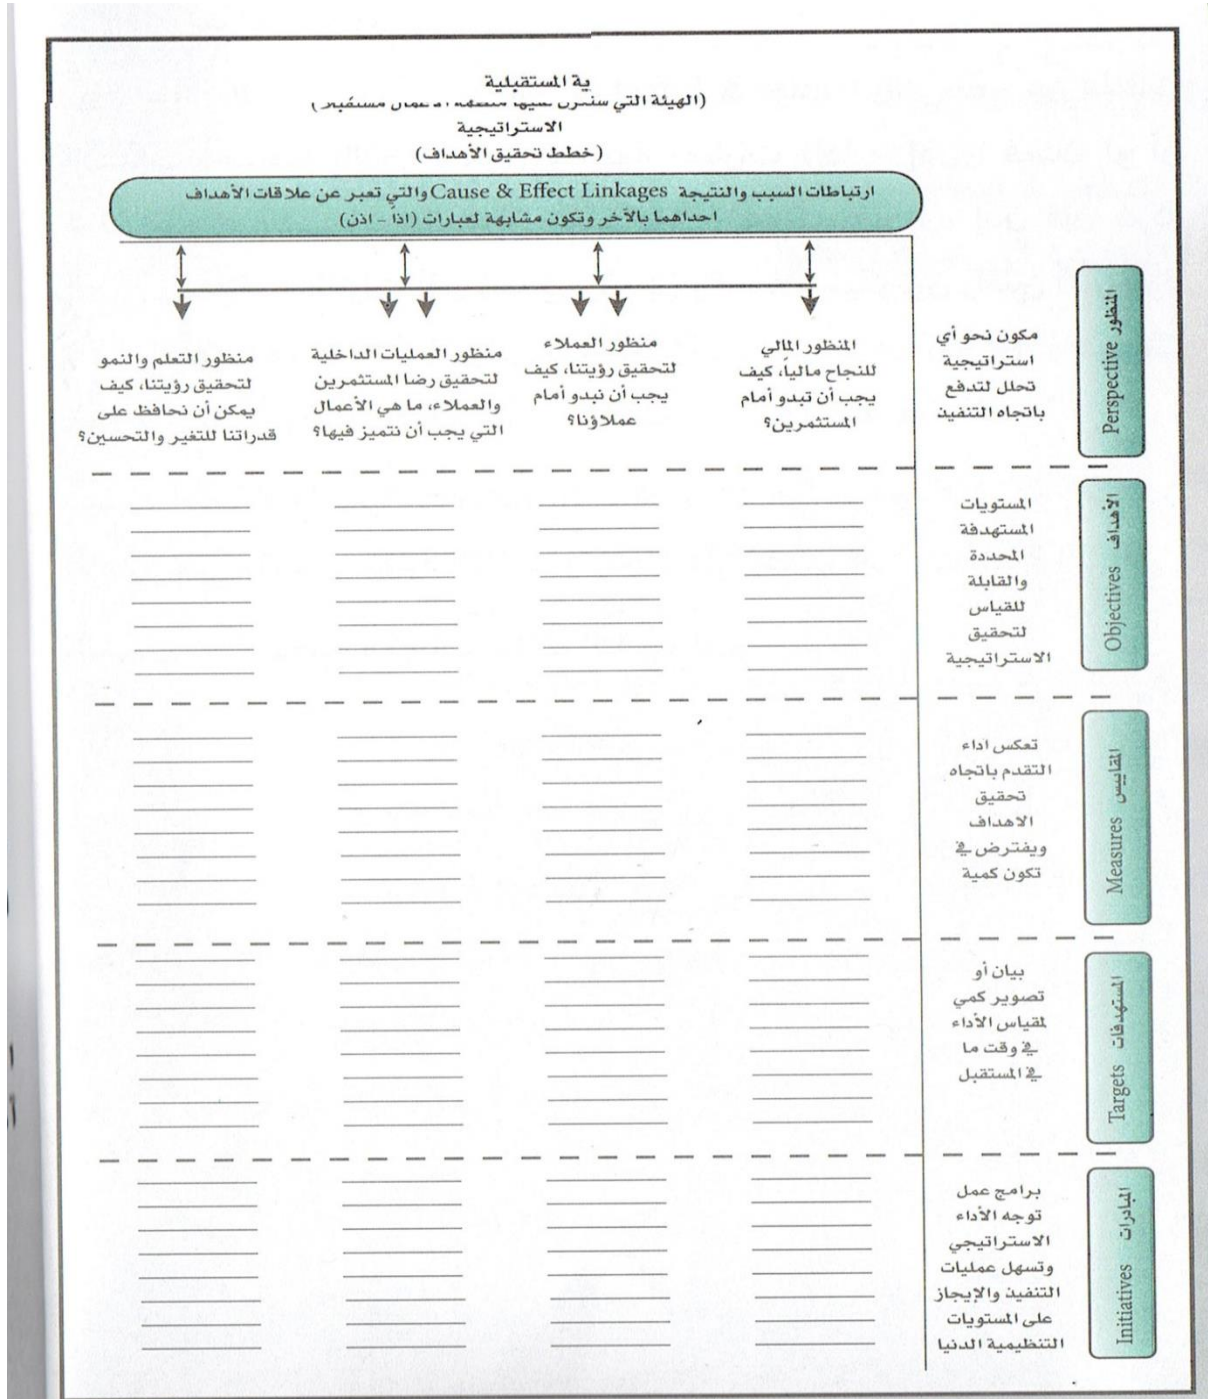 ية المستقبلية
(الهيئة التي
الاستراتيجية
(خطط تحقيق الأهداف)
ارتباطات السبب والنتيجة Cause & Effect Linkages والتي تعبر عن علاقات الأهداف
احداهما بالآخر وتكون مشابهة لعبارات (اذا - اذن)
المنظور Perspective
مكون نحو أي
استراتيجية
تحلل لتدفع
باتجاه التنفيذ
المنظور المالي
للنجاح مالياً، كيف
يجب أن تبدو أمام
المستثمرين؟
منظور العملاء
لتحقيق رؤيتنا، كيف
يجب أن نبدو أمام
عملاؤنا؟
منظور العمليات الداخلية
لتحقيق رضا المستثمرين
والعملاء، ما هي الأعمال
التي يجب أن نتميز فيها؟
منظور التعلم والنمو
لتحقيق رؤيتنا، كيف
يمكن أن نحافظ على
قدراتنا للتغير والتحسين؟
الأهداف Objectives
المستويات
المستهدفة
المحددة
والقابلة
للقياس
لتحقيق
الاستراتيجية
المقاييس Measures
تعكس اداء
التقدم باتجاه
تحقيق
الاهداف
ويفترض في
تكون كمية
المستهدفات Targets
بيان أو
تصوير كمي
لمقياس الأداء
في وقت ما
في المستقبل
المبادرات Initiatives
برامج عمل
توجه الأداء
الاستراتيجي
وتسهل عمليات
التنفيذ والإيجاز
على المستويات
التنظيمية الدنيا